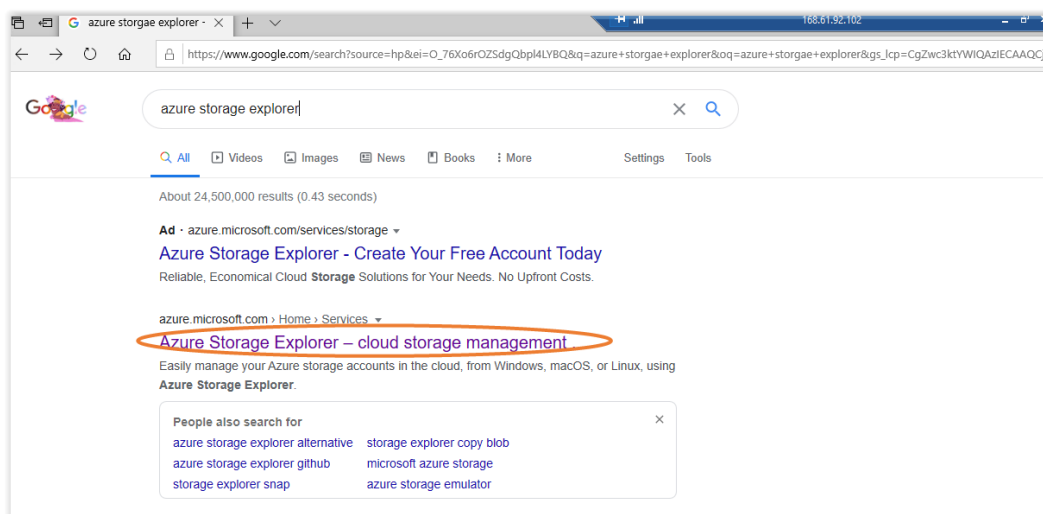 azure storgae explorer -
168.61.92.102
https://www.google.com/search?source=hp&ei=O_76Xo6rOZSdgQbpl4LYBQ&q=azure+storgae+explorer&oq=azure+storgae+explorer&gs_lcp=CgZwc3ktYWIQAzIECAAQCj
Google
azure storage explorer
All Videos Images News Books More Settings Tools
About 24,500,000 results (0.43 seconds)
Ad · azure.microsoft.com/services/storage
Azure Storage Explorer - Create Your Free Account Today
Reliable, Economical Cloud Storage Solutions for Your Needs. No Upfront Costs.
azure.microsoft.com › Home › Services
Azure Storage Explorer – cloud storage management ...
Easily manage your Azure storage accounts in the cloud, from Windows, macOS, or Linux, using
Azure Storage Explorer.
People also search for
azure storage explorer alternative storage explorer copy blob
azure storage explorer github microsoft azure storage
storage explorer snap azure storage emulator